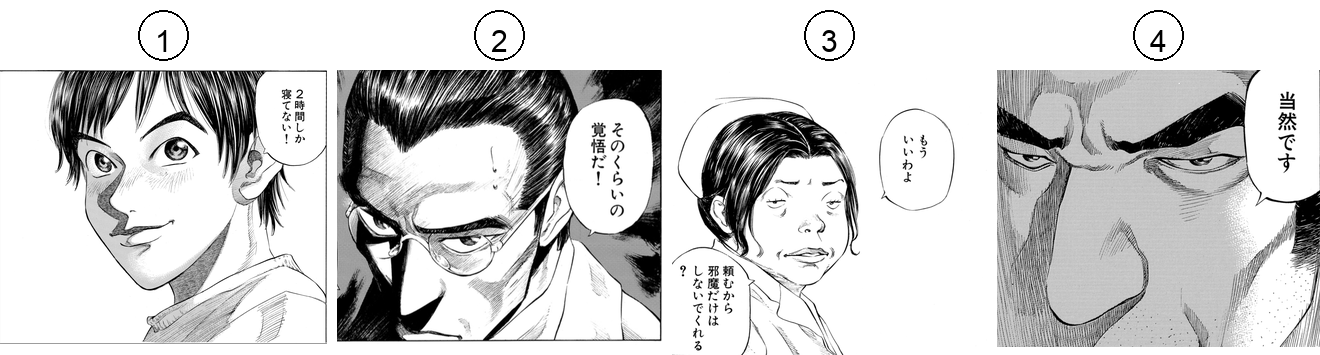 1
2時間しか
寝てない！
2
そのくらいの
覚悟だ！
3
もう
いいわよ
頼むから
邪魔だけは
しないでくれる
？
4
当然です